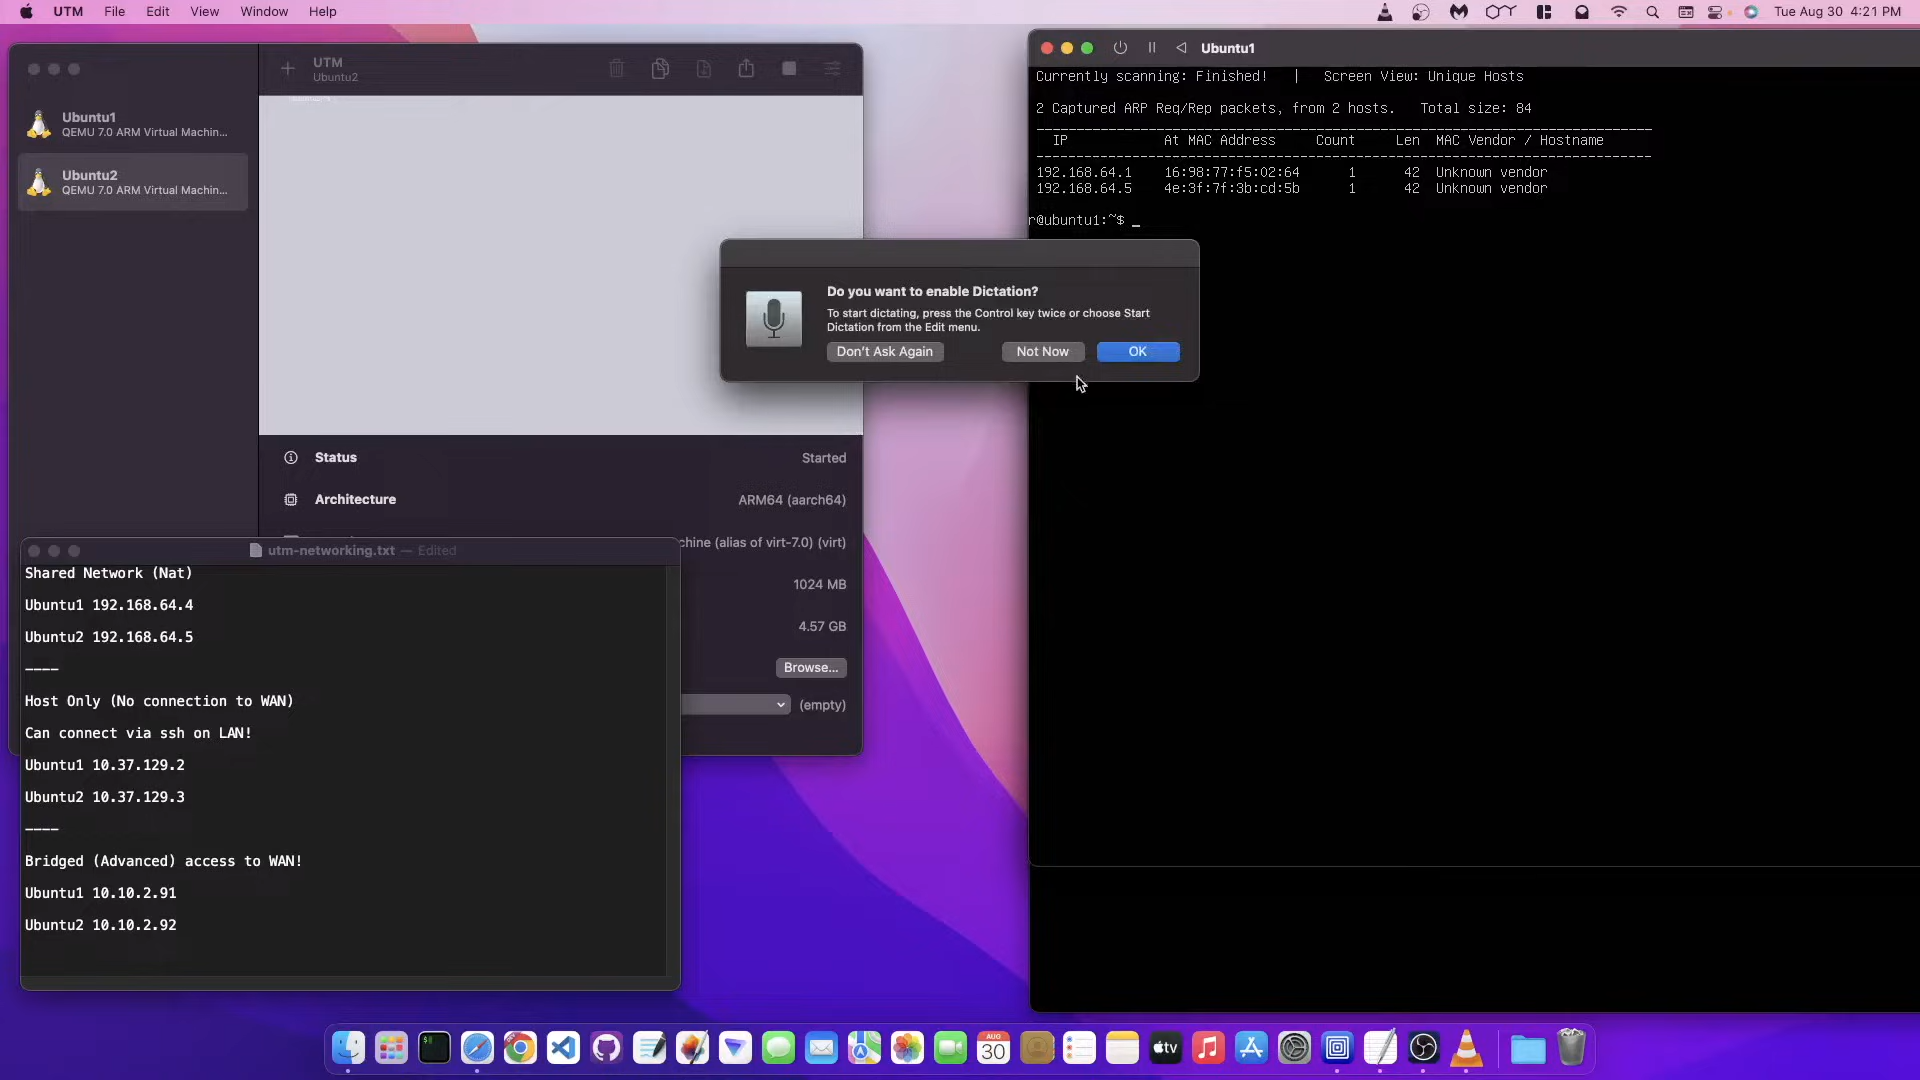 UTM File Edit View Window Help
Tue Aug 30 4:21 PM
UTM
Ubuntu2
Ubuntu1
QEMU 7.0 ARM Virtual Machin...
Ubuntu2
QEMU 7.0 ARM Virtual Machin...
Status Started
Architecture ARM64 (aarch64)
chine (alias of virt-7.0) (virt)
1024 MB
4.57 GB
Browse...
(empty)
utm-networking.txt — Edited
Shared Network (Nat)
Ubuntu1 192.168.64.4
Ubuntu2 192.168.64.5
----
Host Only (No connection to WAN)
Can connect via ssh on LAN!
Ubuntu1 10.37.129.2
Ubuntu2 10.37.129.3
----
Bridged (Advanced) access to WAN!
Ubuntu1 10.10.2.91
Ubuntu2 10.10.2.92
Do you want to enable Dictation?
To start dictating, press the Control key twice or choose Start
Dictation from the Edit menu.
Don't Ask Again Not Now OK
Ubuntu1
Currently scanning: Finished! | Screen View: Unique Hosts
2 Captured ARP Req/Rep packets, from 2 hosts. Total size: 84
IP At MAC Address Count Len MAC Vendor / Hostname
192.168.64.1 16:98:77:f5:02:64 1 42 Unknown vendor
192.168.64.5 4e:3f:7f:3b:cd:5b 1 42 Unknown vendor
r@ubuntu1:~$ _
AUG
30
tv